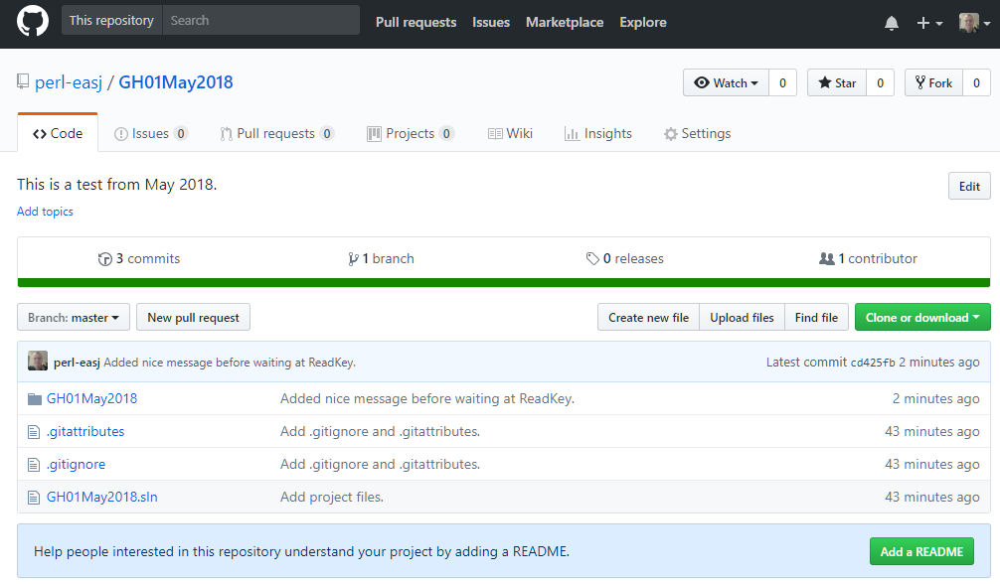 This repository Search Pull requests Issues Marketplace Explore
perl-easj / GH01May2018 Watch 0 Star 0 Fork 0
Code Issues 0 Pull requests 0 Projects 0 Wiki Insights Settings
This is a test from May 2018. Edit
Add topics
3 commits 1 branch 0 releases 1 contributor
Branch: master New pull request Create new file Upload files Find file Clone or download
perl-easj Added nice message before waiting at ReadKey. Latest commit cd425fb 2 minutes ago
GH01May2018 Added nice message before waiting at ReadKey. 2 minutes ago
.gitattributes Add .gitignore and .gitattributes. 43 minutes ago
.gitignore Add .gitignore and .gitattributes. 43 minutes ago
GH01May2018.sln Add project files. 43 minutes ago
Help people interested in this repository understand your project by adding a README. Add a README